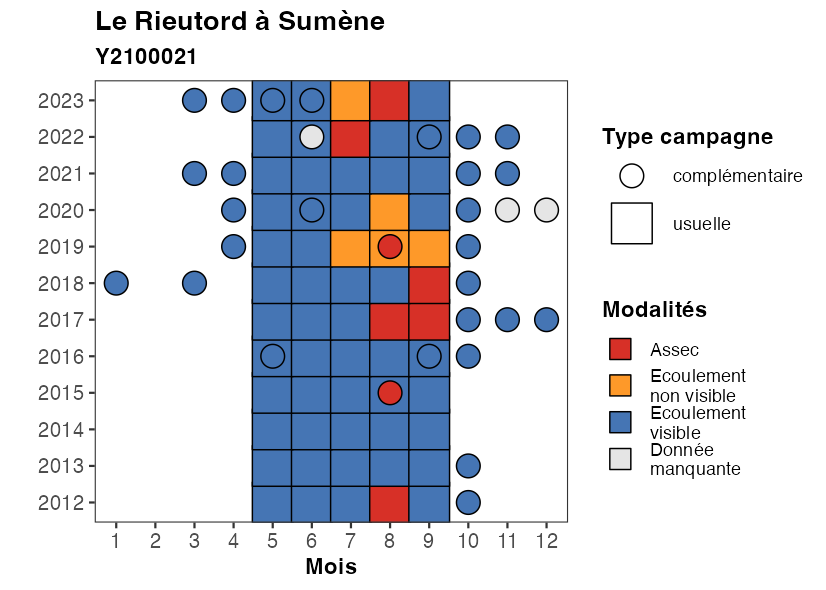 Le Rieutord à Sumène
Y2100021
2023
2022
2021
2020
2019
2018
2017
2016
2015
2014
2013
2012
1 2 3 4 5 6 7 8 9 10 11 12
Mois
Type campagne
complémentaire
usuelle
Modalités
Assec
Ecoulement
non visible
Ecoulement
visible
Donnée
manquante